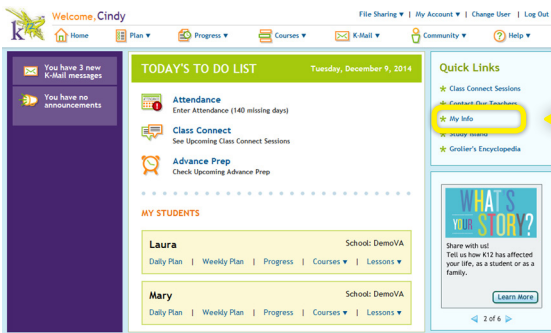 k12
Welcome, Cindy
File Sharing ▼ | My Account ▼ | Change User | Log Out
Home Plan ▼ Progress ▼ Courses ▼ K-Mail ▼ Community ▼ Help ▼
You have 3 new
K-Mail messages
You have no
announcements
TODAY'S TO DO LIST Tuesday, December 9, 2014
Attendance
Enter Attendance (140 missing days)
Class Connect
See Upcoming Class Connect Sessions
Advance Prep
Check Upcoming Advance Prep
MY STUDENTS
Laura School: DemoVA
Daily Plan | Weekly Plan | Progress | Courses ▼ | Lessons ▼
Mary School: DemoVA
Daily Plan | Weekly Plan | Progress | Courses ▼ | Lessons ▼
Quick Links
Class Connect Sessions
Contact Our Teachers
My Info
Study Island
Grolier's Encyclopedia
WHAT'S
YOUR STORY?
Share with us!
Tell us how K12 has affected
your life, as a student or as a
family.
Learn More
2 of 6